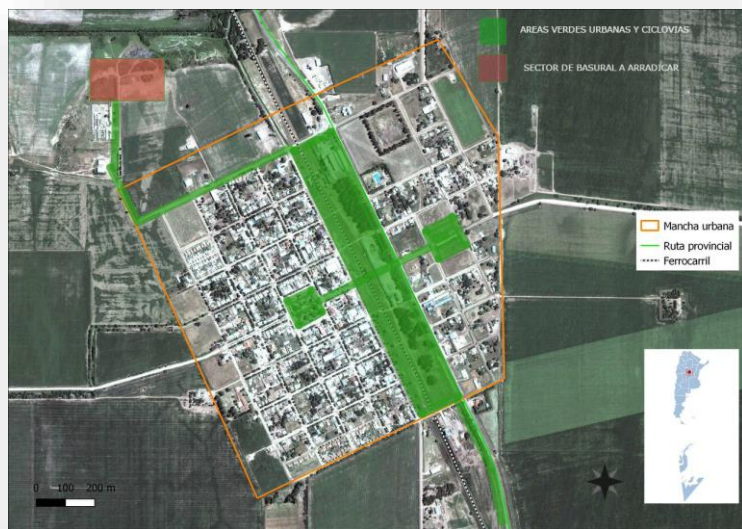 AREAS VERDES URBANAS Y CICLOVIAS
SECTOR DE BASURAL A ARRADICAR
Mancha urbana
Ruta provincial
Ferrocarril
0 100 200 m